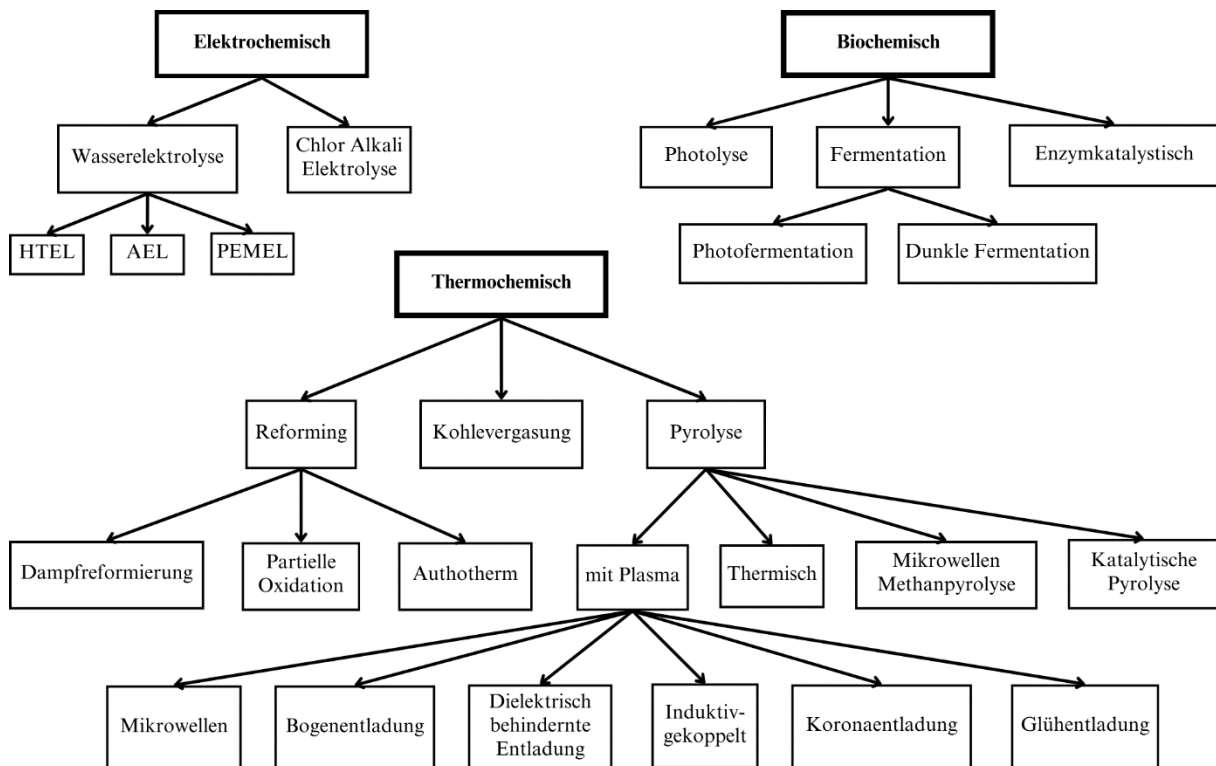 Elektrochemisch
Biochemisch
Wasserelektrolyse
Chlor Alkali
Elektrolyse
Photolyse
Fermentation
Enzymkatalystisch
HTEL
AEL
PEMEL
Photofermentation
Dunkle Fermentation
Thermochemisch
Reforming
Kohlevergasung
Pyrolyse
Dampfreformierung
Partielle
Oxidation
Authotherm
mit Plasma
Thermisch
Mikrowellen
Methanpyrolyse
Katalytische
Pyrolyse
Mikrowellen
Bogenentladung
Dielektrisch
behindernte
Entladung
Induktiv-
gekoppelt
Koronaentladung
Glühentladung